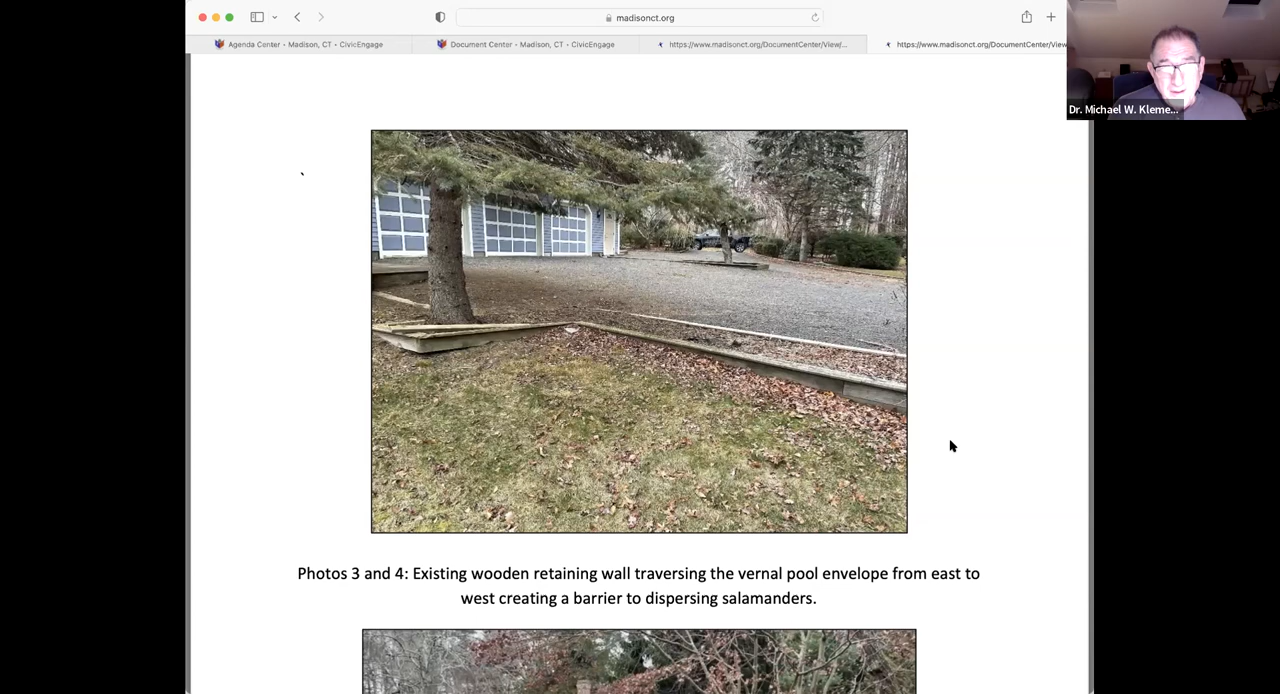 madisonct.org
Agenda Center • Madison, CT • CivicEngage
Document Center • Madison, CT • CivicEngage
https://www.madisonct.org/DocumentCenter/View/...
https://www.madisonct.org/DocumentCenter/View
Dr. Michael W. Kleme...
Photos 3 and 4: Existing wooden retaining wall traversing the vernal pool envelope from east to
west creating a barrier to dispersing salamanders.